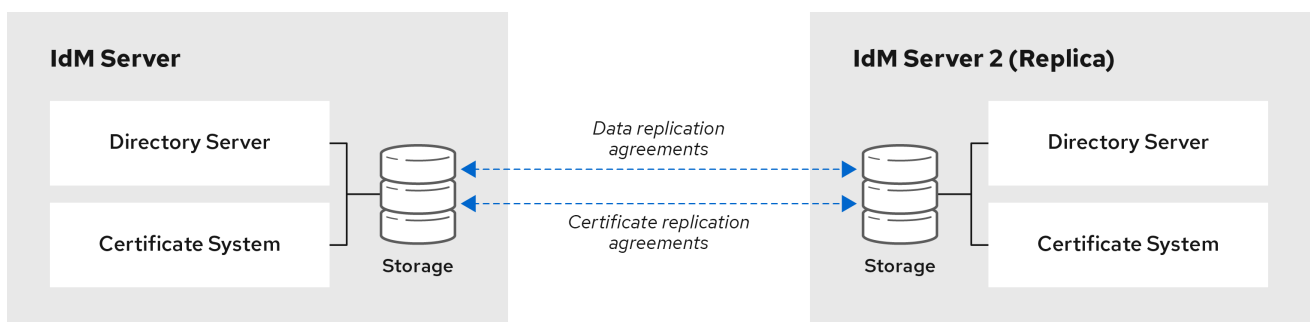 IdM Server
Directory Server
Certificate System
Storage
Data replication
agreements
Certificate replication
agreements
IdM Server 2 (Replica)
Storage
Directory Server
Certificate System